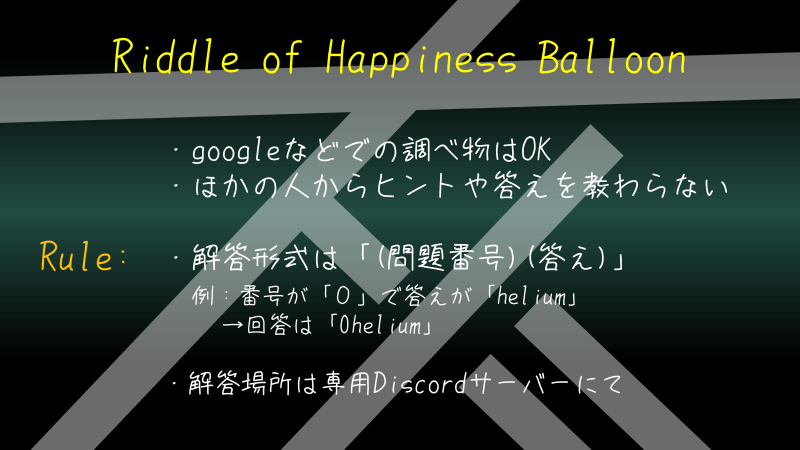 Riddle of Happiness Balloon
・googleなどでの調べ物はOK
・ほかの人からヒントや答えを教わらない
Rule: ・解答形式は「(問題番号)(答え)」
例：番号が「0」で答えが「helium」
→回答は「0helium」
・解答場所は専用Discordサーバーにて